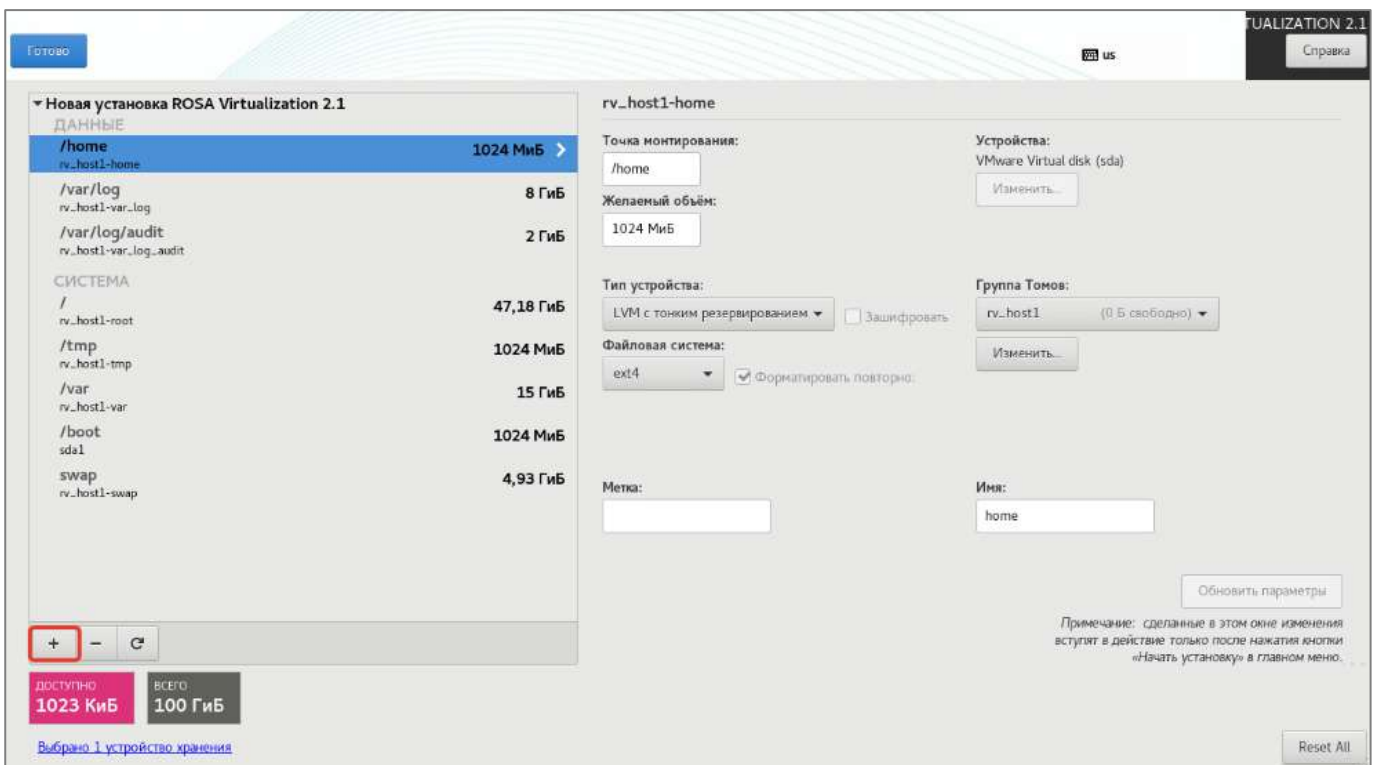 TUALIZATION 2.1
Готово
us
Справка
Новая установка ROSA Virtualization 2.1
ДАННЫЕ
/home
1024 МиБ
rv_host1-home
/var/log
8 ГиБ
rv_host1-var_log
/var/log/audit
2 ГиБ
rv_host1-var_log_audit
СИСТЕМА
/
47,18 ГиБ
rv_host1-root
/tmp
1024 МиБ
rv_host1-tmp
/var
15 ГиБ
rv_host1-var
/boot
1024 МиБ
sda1
swap
4,93 ГиБ
rv_host1-swap
+ −
ДОСТУПНО
1023 КиБ
ВСЕГО
100 ГиБ
Выбрано 1 устройство хранения
rv_host1-home
Точка монтирования:
/home
Устройства:
VMware Virtual disk (sda)
Изменить...
Желаемый объём:
1024 МиБ
Тип устройства:
LVM с тонким резервированием
Зашифровать
Группа Томов:
rv_host1 (0 Б свободно)
Изменить...
Файловая система:
ext4
Форматировать повторно:
Метка:
Имя:
home
Обновить параметры
Примечание: сделанные в этом окне изменения
вступят в действие только после нажатия кнопки
«Начать установку» в главном меню.
Reset All